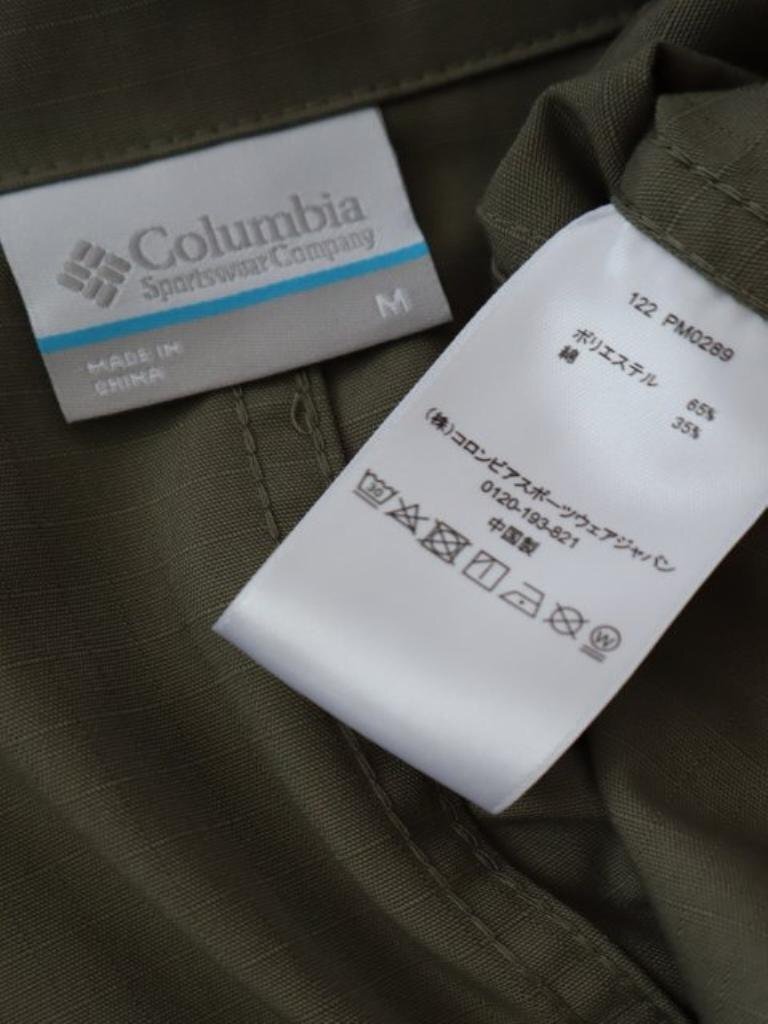 Columbia
Sportswear Company
M
MADE IN
CHINA
122 PM0289
ポリエステル 65%
綿 35%
(株)コロンビアスポーツウェアジャパン
0120-193-821
中国製
30
W